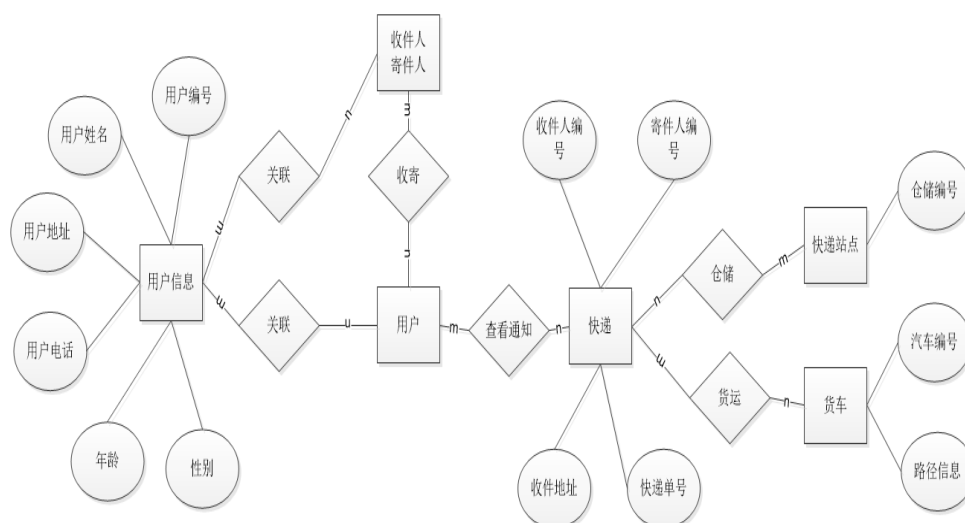 收件人
寄件人
用户编号
用户姓名
收件人编
号
寄件人编
号
n
m
关联
收寄
仓储编号
用户地址
m
快递站点
用户信息
n
m
仓储
n
m
关联
n
用户
m
查看通知
n
快递
用户电话
m
汽车编号
货运
n
货车
年龄
性别
收件地址
快递单号
路径信息